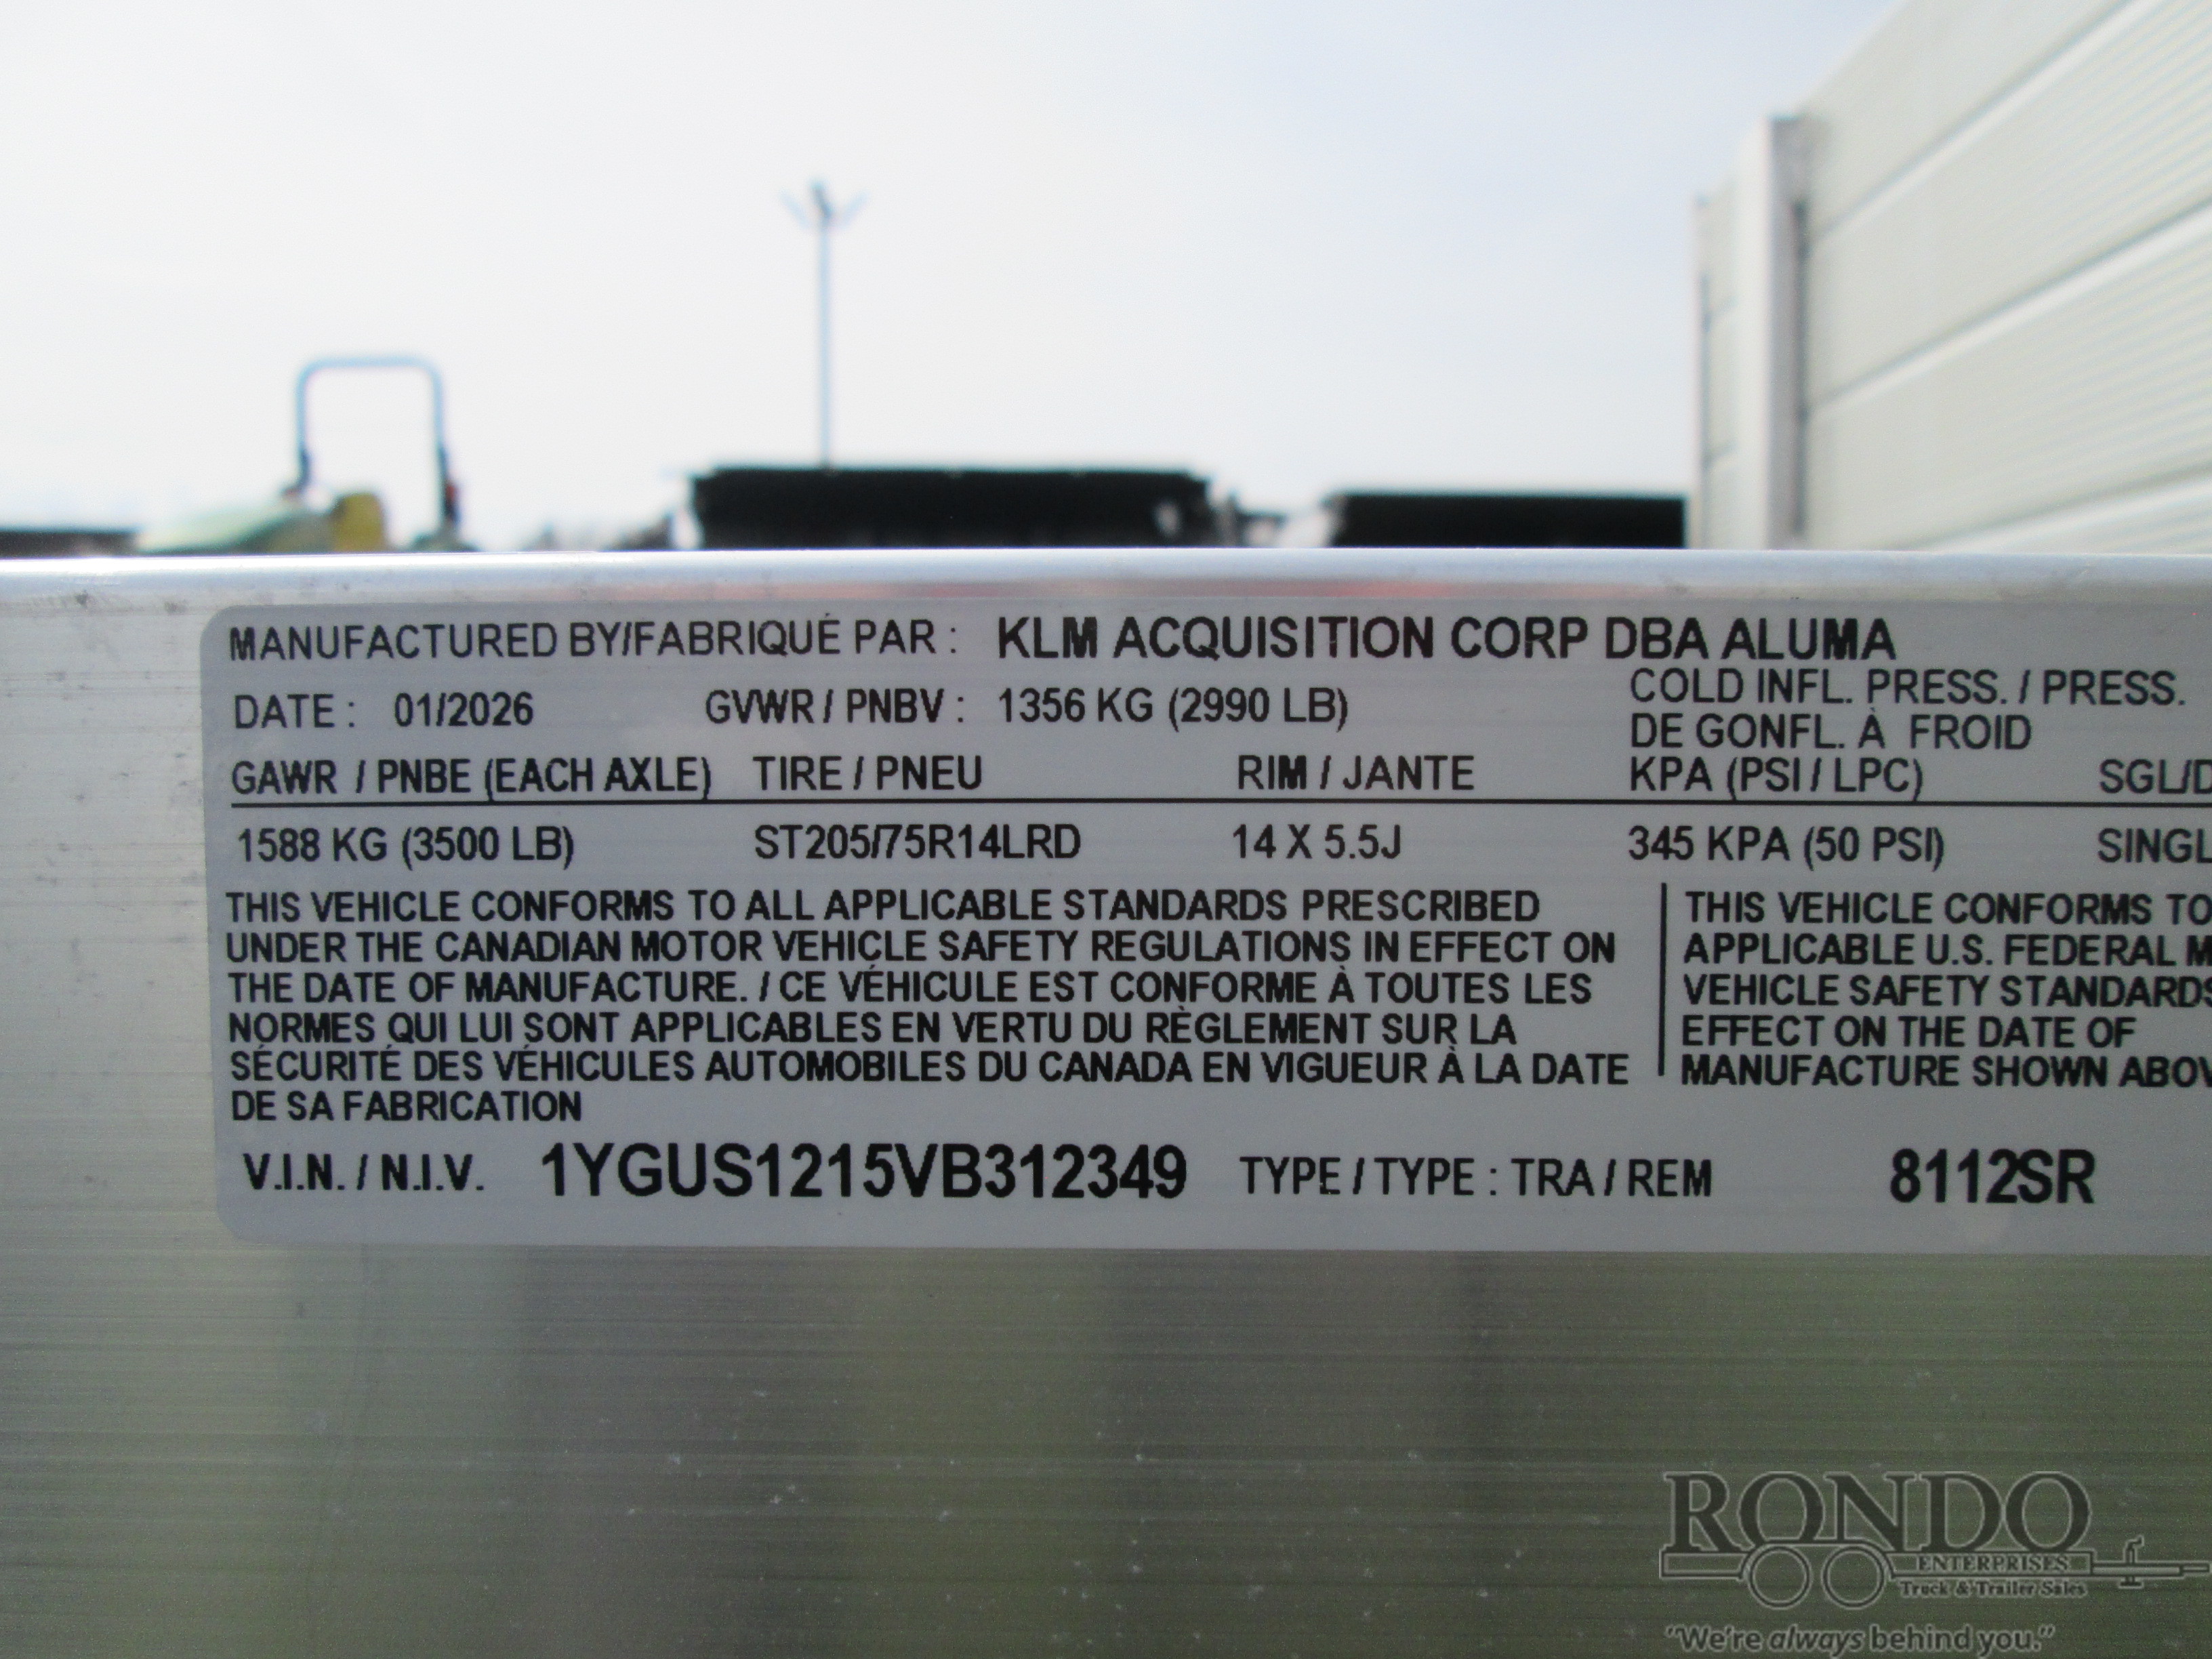 MANUFACTURED BY/FABRIQUÉ PAR : KLM ACQUISITION CORP DBA ALUMA
DATE : 01/2026 GVWR / PNBV : 1356 KG (2990 LB)
COLD INFL. PRESS. / PRESS.
DE GONFL. À FROID
GAWR / PNBE (EACH AXLE) TIRE / PNEU RIM / JANTE KPA (PSI / LPC) SGL/D
1588 KG (3500 LB) ST205/75R14LRD 14 X 5.5J 345 KPA (50 PSI) SINGL
THIS VEHICLE CONFORMS TO ALL APPLICABLE STANDARDS PRESCRIBED
UNDER THE CANADIAN MOTOR VEHICLE SAFETY REGULATIONS IN EFFECT ON
THE DATE OF MANUFACTURE. / CE VÉHICULE EST CONFORME À TOUTES LES
NORMES QUI LUI SONT APPLICABLES EN VERTU DU RÈGLEMENT SUR LA
SÉCURITÉ DES VÉHICULES AUTOMOBILES DU CANADA EN VIGUEUR À LA DATE
DE SA FABRICATION
THIS VEHICLE CONFORMS TO
APPLICABLE U.S. FEDERAL M
VEHICLE SAFETY STANDARDS
EFFECT ON THE DATE OF
MANUFACTURE SHOWN ABOV
V.I.N. / N.I.V. 1YGUS1215VB312349 TYPE / TYPE : TRA / REM 8112SR
RONDO
ENTERPRISES
Truck & Trailer Sales
"We're always behind you."